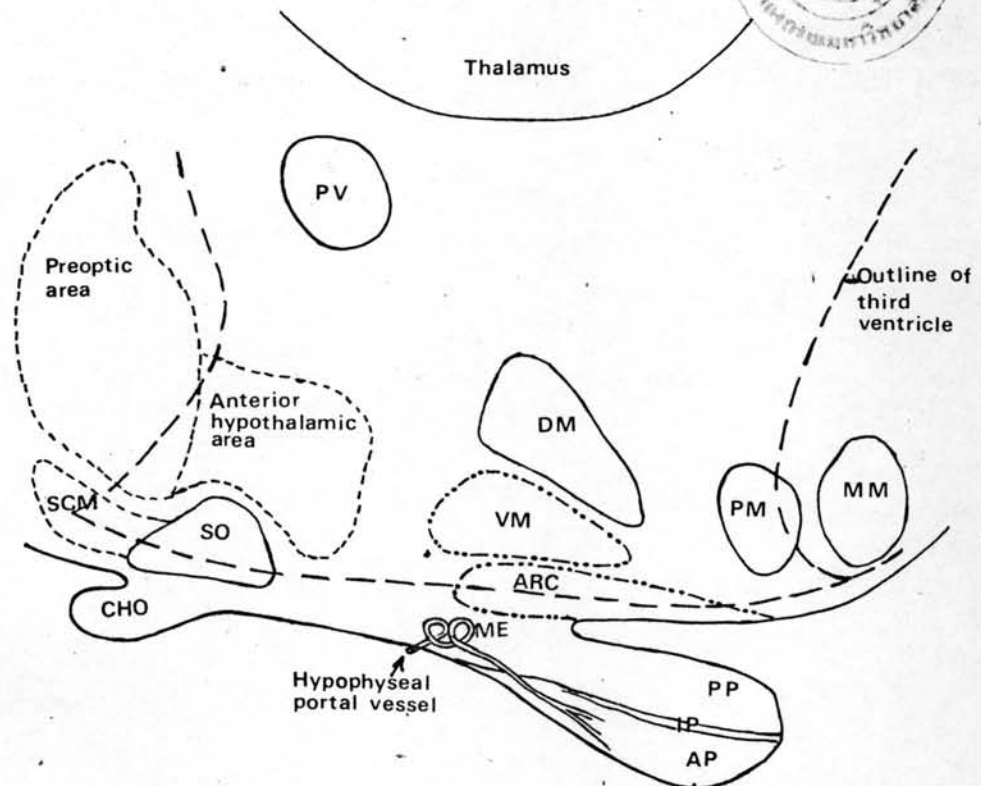 Thalamus
PV
Preoptic
area
Outline of
third
ventricle
Anterior
hypothalamic
area
DM
SCM
SO
VM
PM
MM
CHO
ARC
ME
Hypophyseal
portal vessel
PP
IP
AP